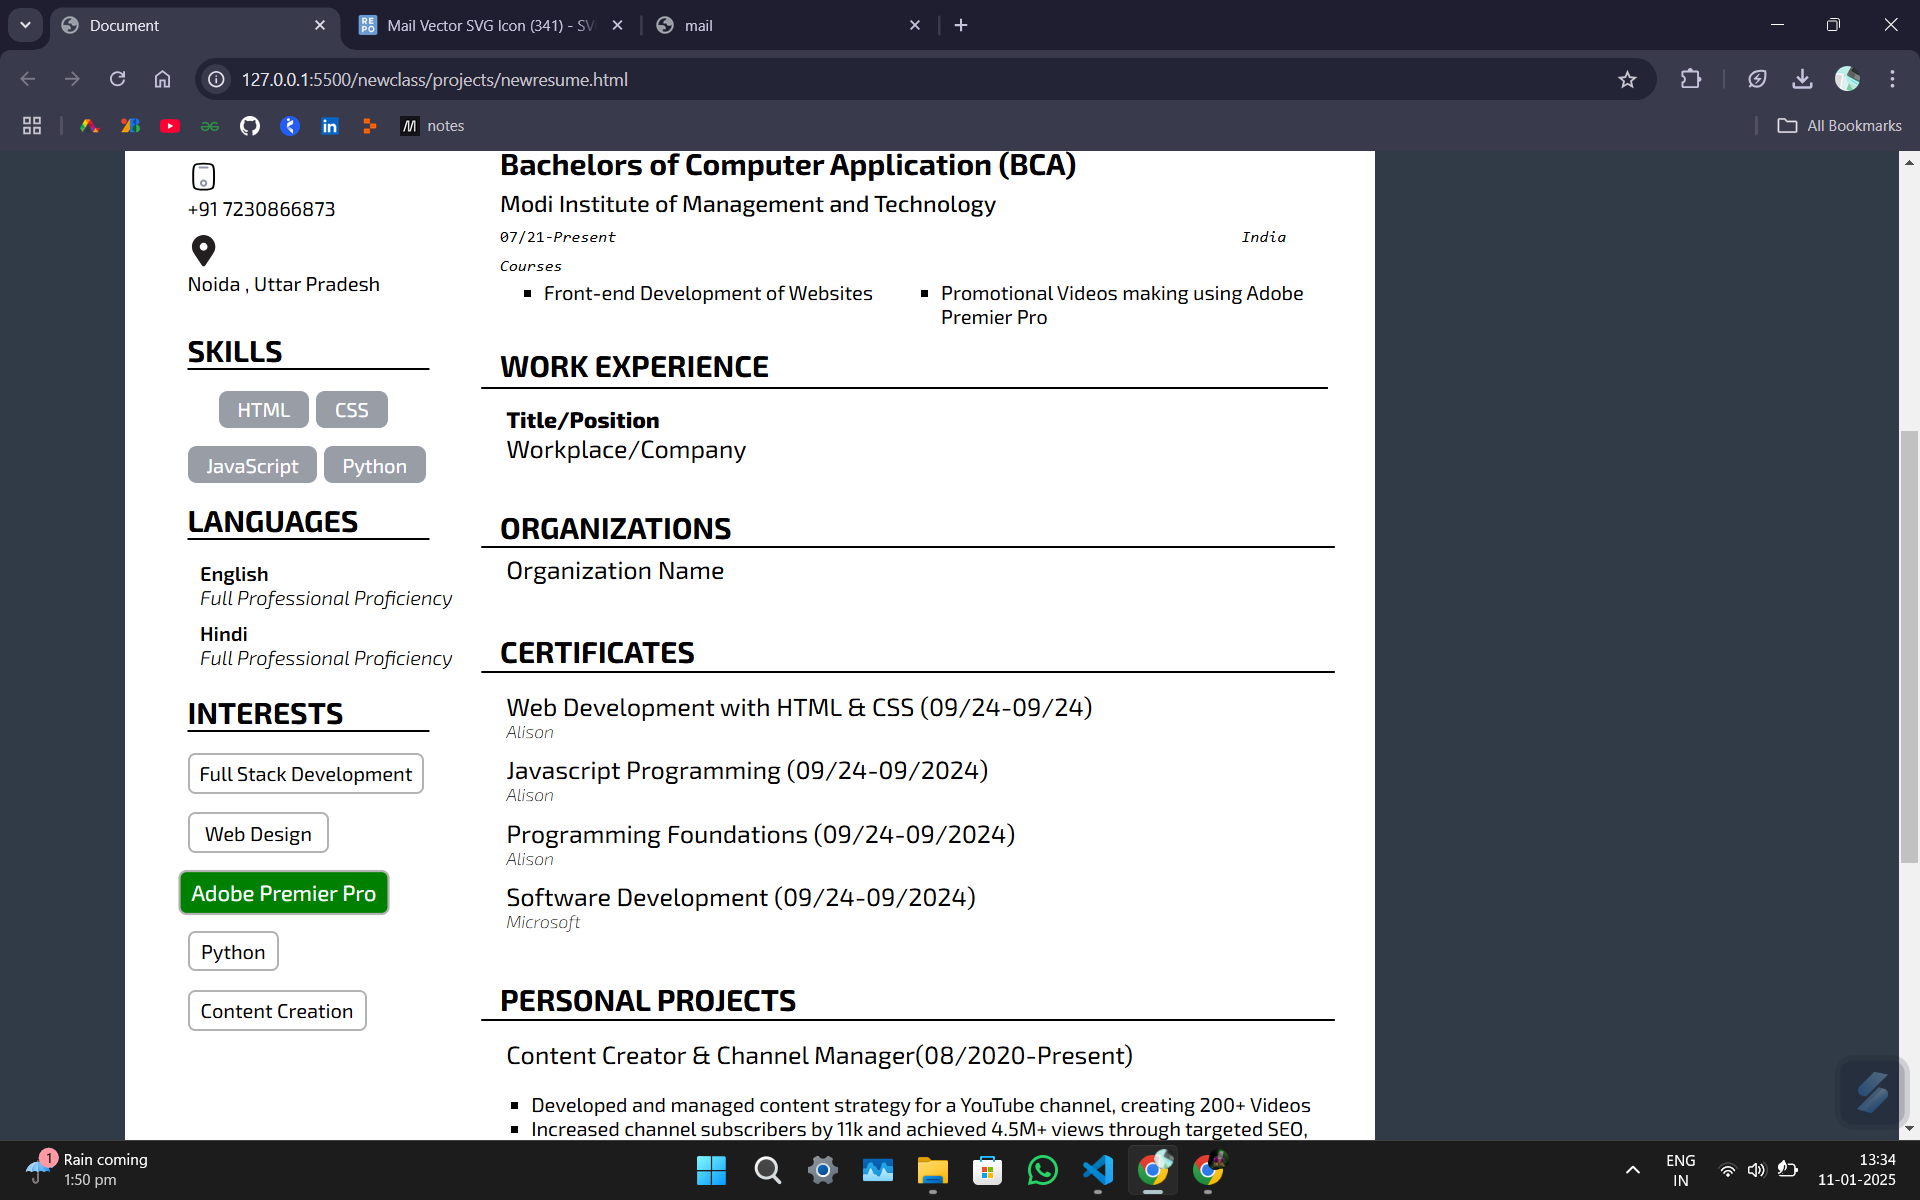 Document
Mail Vector SVG Icon (341) - SV
mail
127.0.0.1:5500/newclass/projects/newresume.html
notes
All Bookmarks
+91 7230866873
Noida , Uttar Pradesh
SKILLS
HTML CSS
JavaScript Python
LANGUAGES
English
Full Professional Proficiency
Hindi
Full Professional Proficiency
INTERESTS
Full Stack Development
Web Design
Adobe Premier Pro
Python
Content Creation
Bachelors of Computer Application (BCA)
Modi Institute of Management and Technology
07/21-Present India
Courses
Front-end Development of Websites
Promotional Videos making using Adobe
Premier Pro
WORK EXPERIENCE
Title/Position
Workplace/Company
ORGANIZATIONS
Organization Name
CERTIFICATES
Web Development with HTML & CSS (09/24-09/24)
Alison
Javascript Programming (09/24-09/2024)
Alison
Programming Foundations (09/24-09/2024)
Alison
Software Development (09/24-09/2024)
Microsoft
PERSONAL PROJECTS
Content Creator & Channel Manager(08/2020-Present)
Developed and managed content strategy for a YouTube channel, creating 200+ Videos
Increased channel subscribers by 11k and achieved 4.5M+ views through targeted SEO,
1
Rain coming
1:50 pm
ENG
IN
13:34
11-01-2025